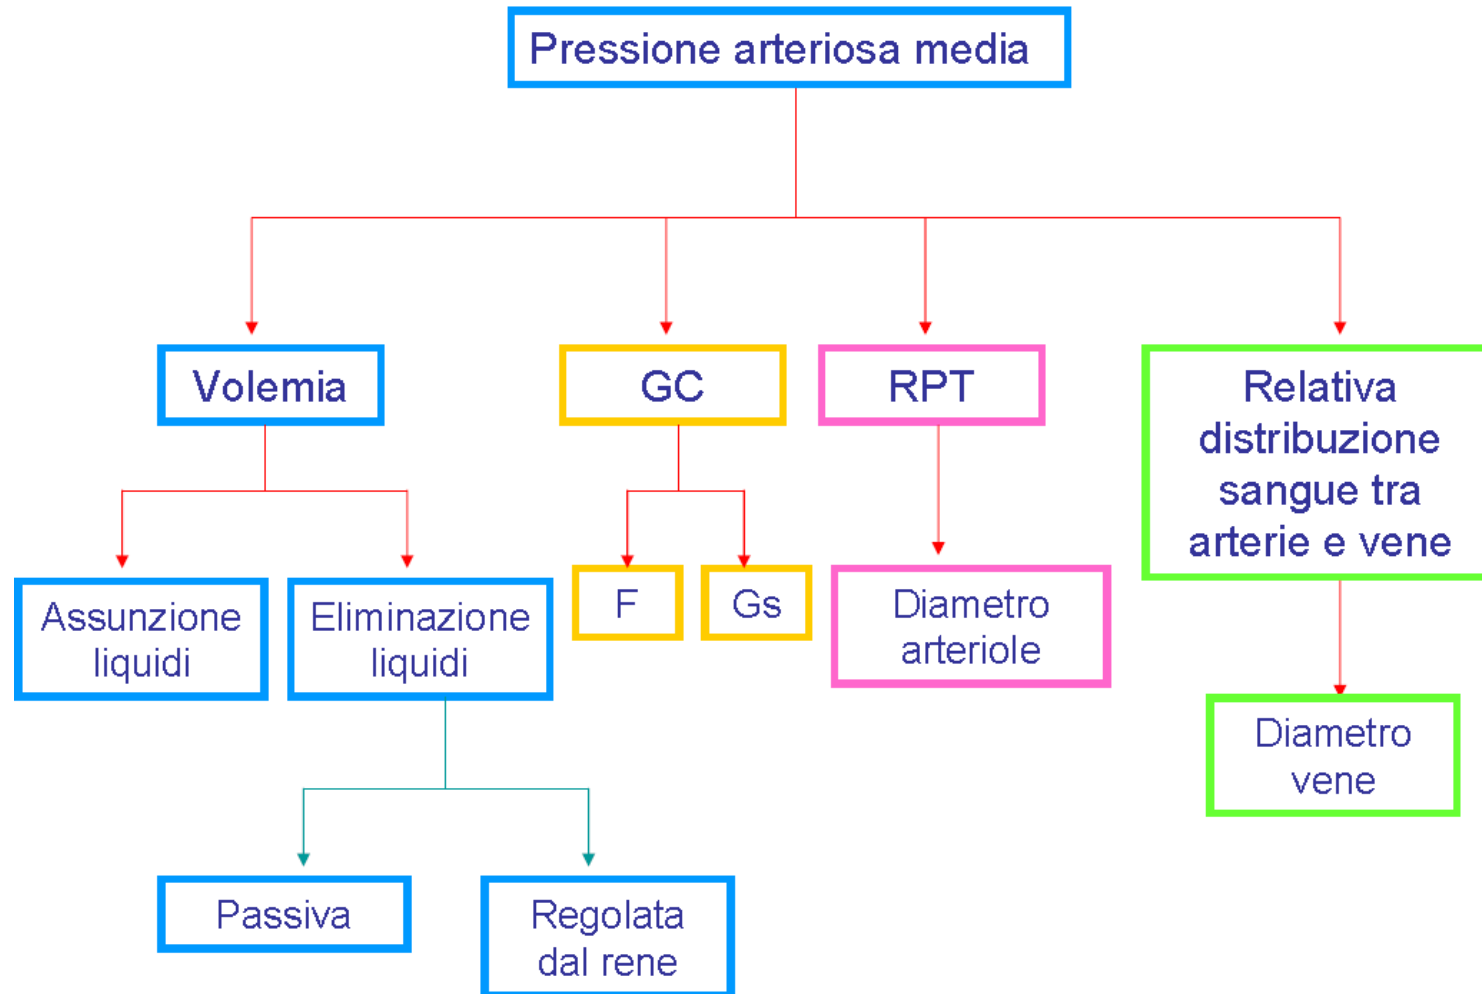 Pressione arteriosa media
Volemia
GC
RPT
Relativa
distribuzione
sangue tra
arterie e vene
Assunzione
liquidi
Eliminazione
liquidi
F
Gs
Diametro
arteriole
Diametro
vene
Passiva
Regolata
dal rene